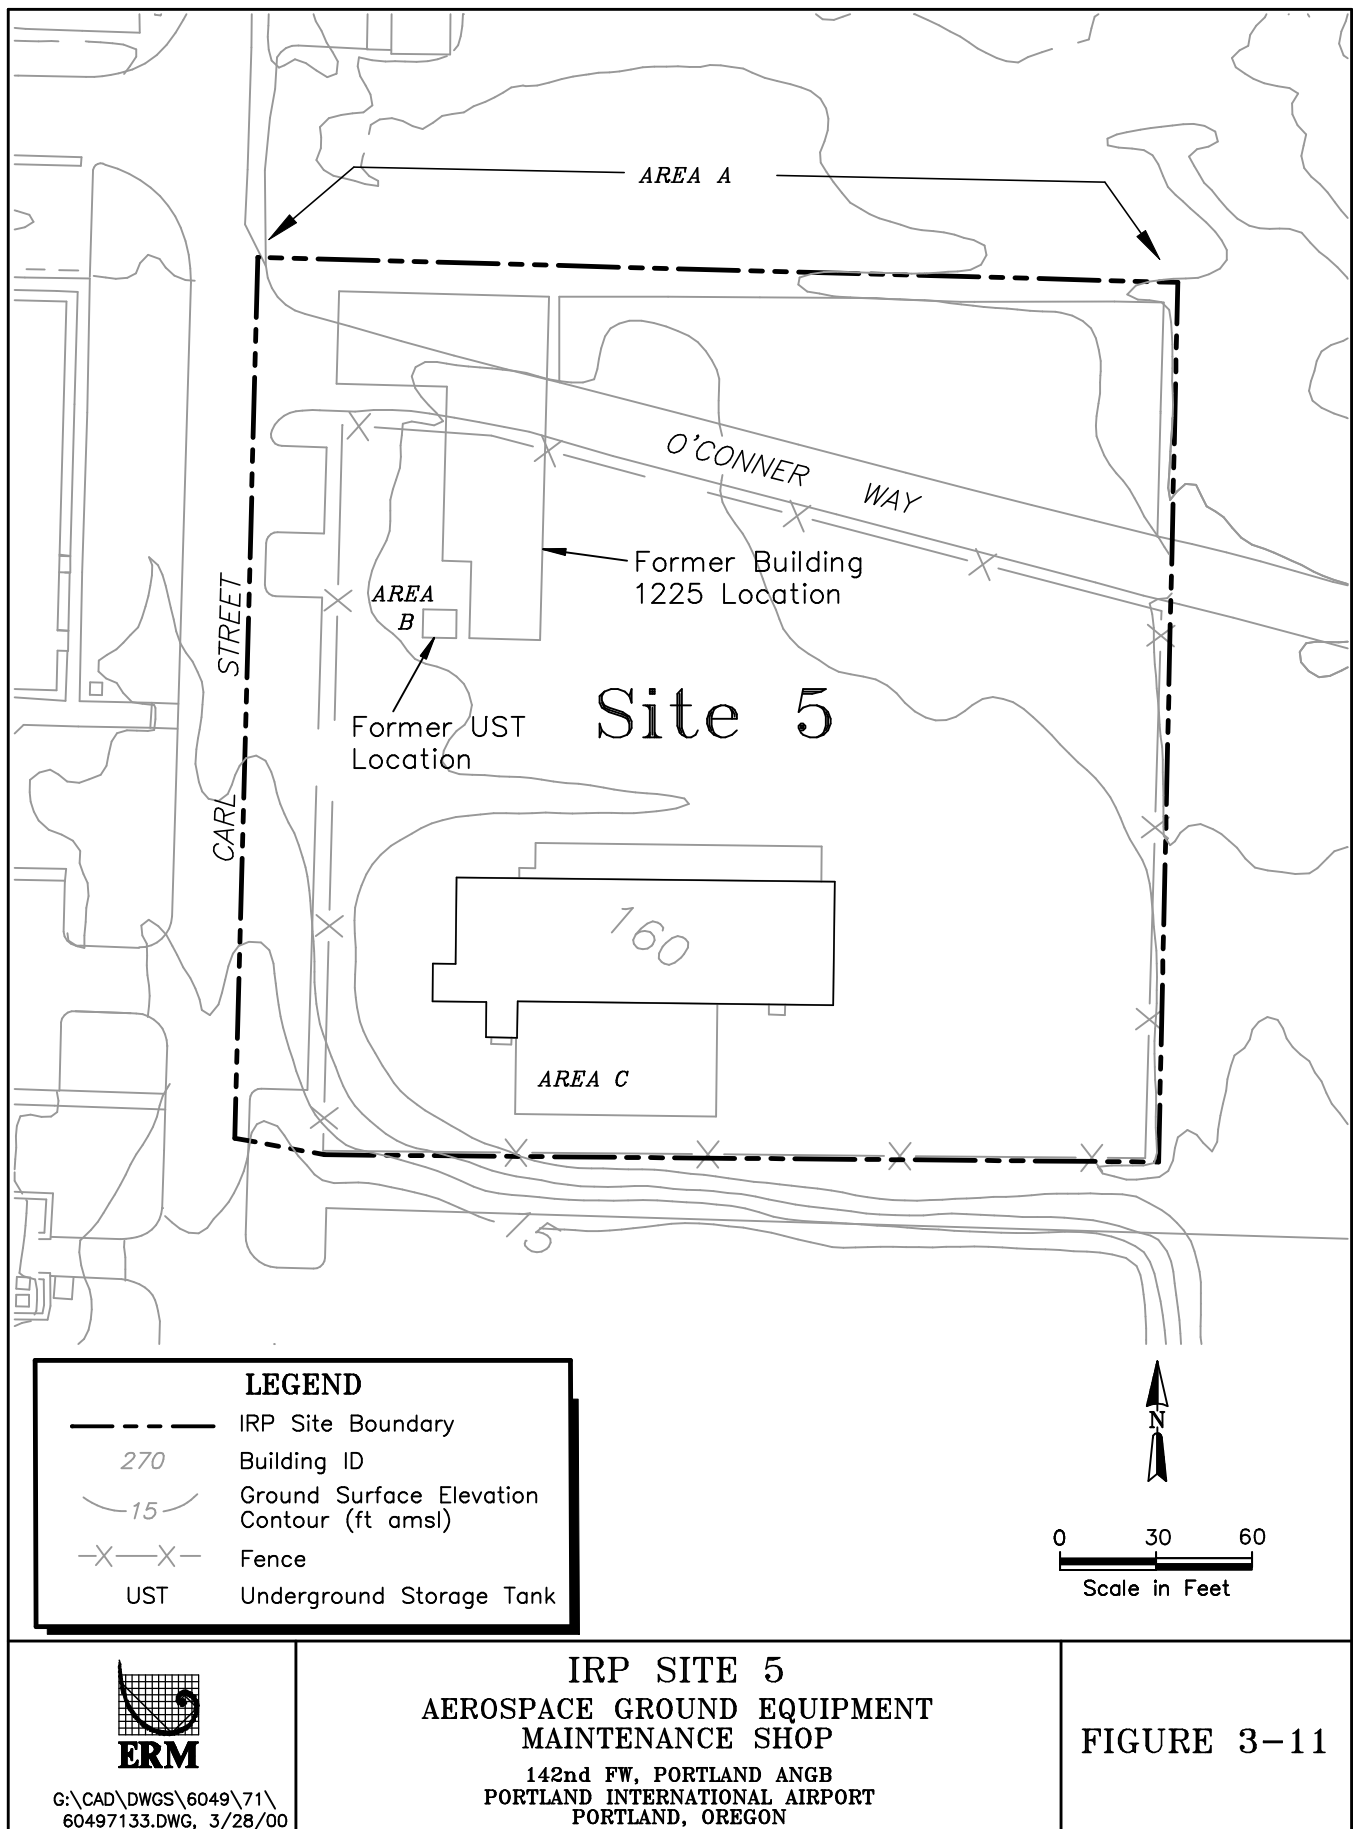 AREA A
O'CONNER WAY
Former Building
1225 Location
AREA
B
CARL STREET
Site 5
Former UST
Location
160
AREA C
15
LEGEND
IRP Site Boundary
270 Building ID
15 Ground Surface Elevation
Contour (ft amsl)
Fence
UST Underground Storage Tank
N
0 30 60
Scale in Feet
ERM
G:\CAD\DWGS\6049\71\
60497133.DWG, 3/28/00
IRP SITE 5
AEROSPACE GROUND EQUIPMENT
MAINTENANCE SHOP
142nd FW, PORTLAND ANGB
PORTLAND INTERNATIONAL AIRPORT
PORTLAND, OREGON
FIGURE 3-11